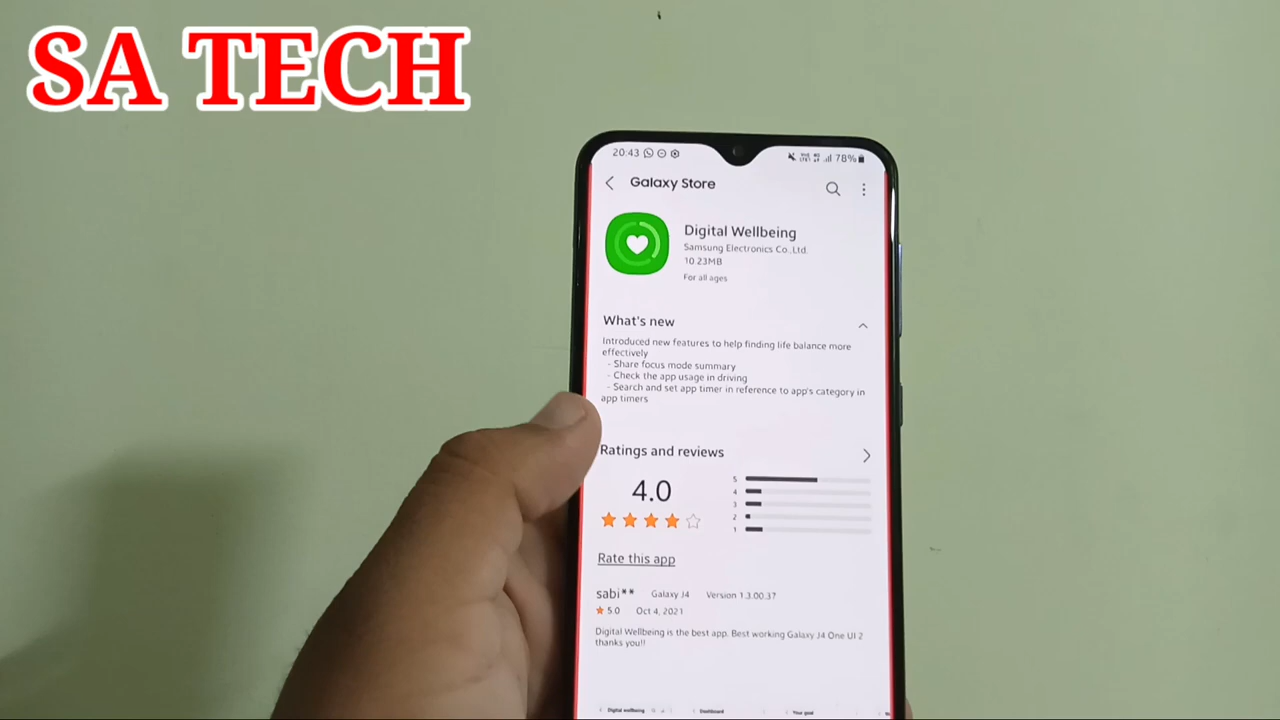 SA TECH
20:43 78%
Galaxy Store
Digital Wellbeing
Samsung Electronics Co.,Ltd.
10.23MB
For all ages
What's new
Introduced new features to help finding life balance more
effectively
- Share focus mode summary
- Check the app usage in driving
- Search and set app timer in reference to app's category in
app timers
Ratings and reviews
4.0
5
4
3
2
1
Rate this app
sabi** Galaxy J4 Version 1.3.00.37
5.0 Oct 4, 2021
Digital Wellbeing is the best app. Best working Galaxy J4 One UI 2
thanks you!!
Digital wellbeing Dashboard Your goal